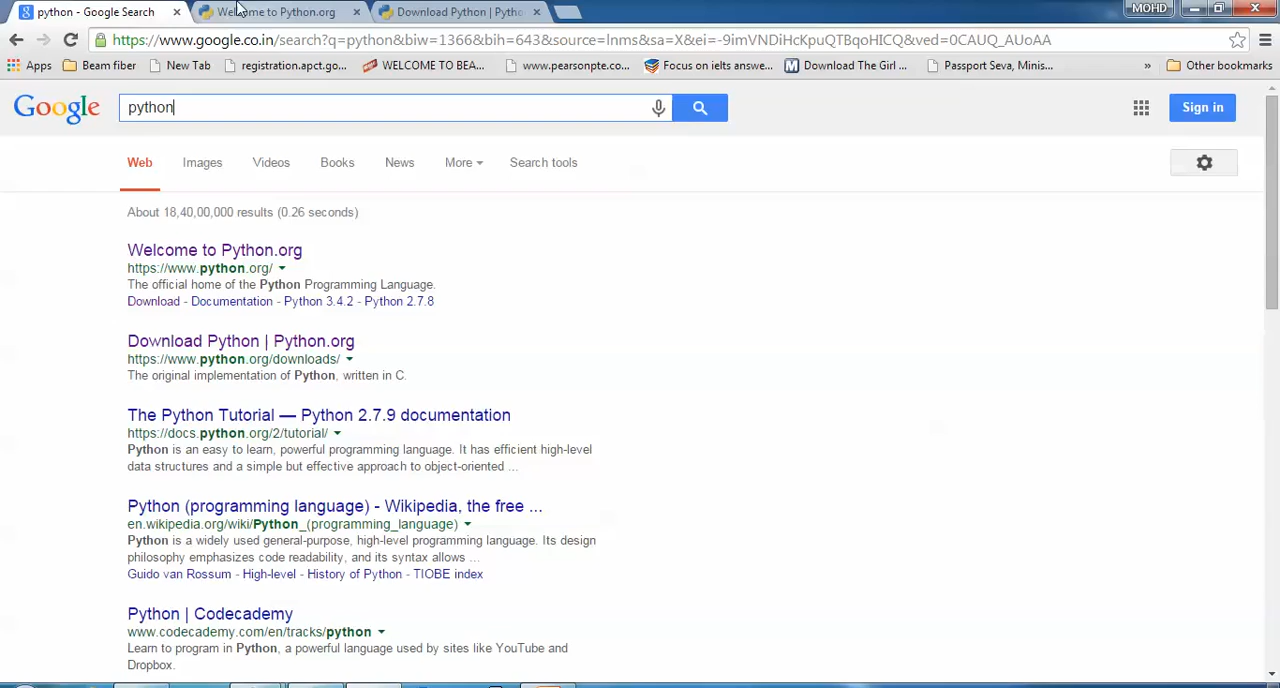 python - Google Search
Welcome to Python.org
Download Python | Pytho
MOHD
https://www.google.co.in/search?q=python&biw=1366&bih=643&source=lnms&sa=X&ei=-9imVNDiHcKpuQTBqoHICQ&ved=0CAUQ_AUoAA
Apps Beam fiber New Tab registration.apct.go... WELCOME TO BEA... www.pearsonpte.co... Focus on ielts answe... Download The Girl ... Passport Seva, Minis... » Other bookmarks
Google python Sign in
Web Images Videos Books News More Search tools
About 18,40,00,000 results (0.26 seconds)
Welcome to Python.org
https://www.python.org/
The official home of the Python Programming Language.
Download - Documentation - Python 3.4.2 - Python 2.7.8
Download Python | Python.org
https://www.python.org/downloads/
The original implementation of Python, written in C.
The Python Tutorial — Python 2.7.9 documentation
https://docs.python.org/2/tutorial/
Python is an easy to learn, powerful programming language. It has efficient high-level
data structures and a simple but effective approach to object-oriented ...
Python (programming language) - Wikipedia, the free ...
en.wikipedia.org/wiki/Python_(programming_language)
Python is a widely used general-purpose, high-level programming language. Its design
philosophy emphasizes code readability, and its syntax allows ...
Guido van Rossum - High-level - History of Python - TIOBE index
Python | Codecademy
www.codecademy.com/en/tracks/python
Learn to program in Python, a powerful language used by sites like YouTube and
Dropbox.